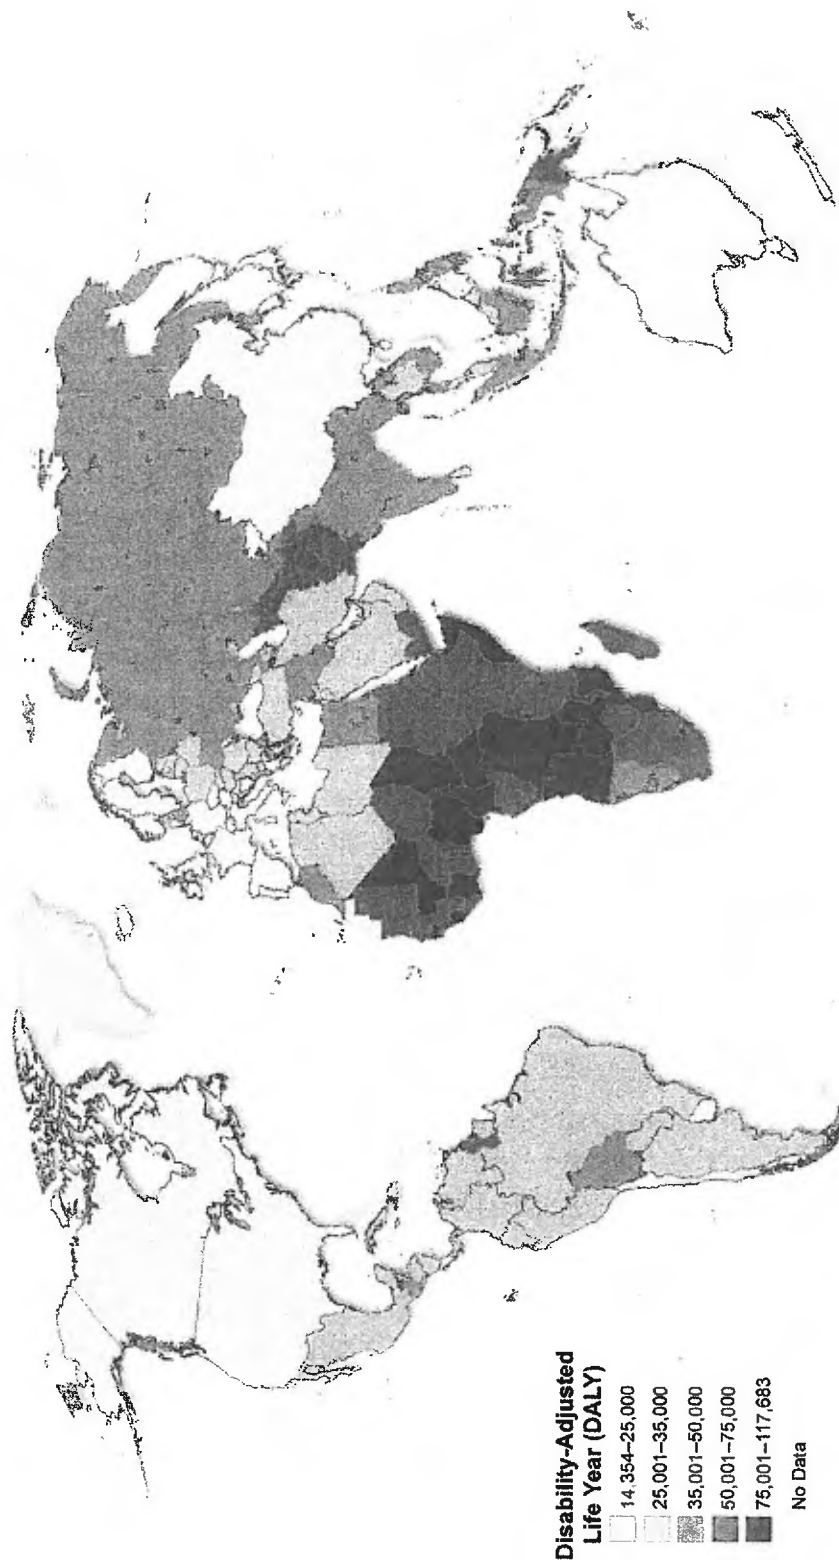 Disability-Adjusted
Life Year (DALY)
14,354–25,000
25,001–35,000
35,001–50,000
50,001–75,000
75,001–117,683
No Data